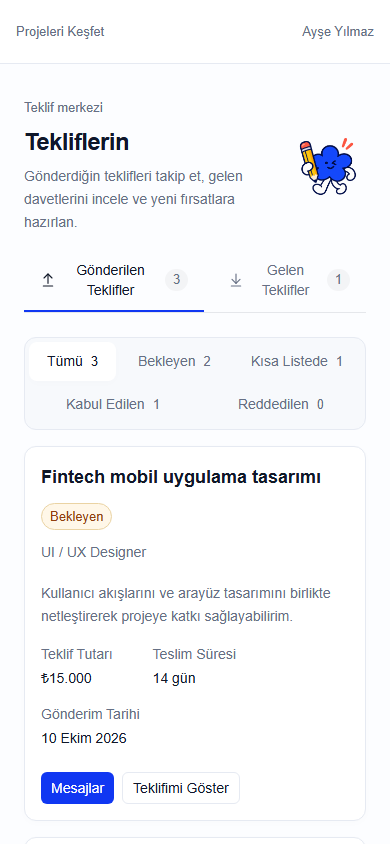 Projeleri Keşfet
Ayşe Yılmaz
Teklif merkezi
Tekliflerin
Gönderdiğin teklifleri takip et, gelen
davetlerini incele ve yeni fırsatlara
hazırlan.
Gönderilen
Teklifler
3
Gelen
Teklifler
1
Tümü 3
Bekleyen 2
Kısa Listede 1
Kabul Edilen 1
Reddedilen 0
Fintech mobil uygulama tasarımı
Bekleyen
UI / UX Designer
Kullanıcı akışlarını ve arayüz tasarımını birlikte
netleştirerek projeye katkı sağlayabilirim.
Teklif Tutarı
Teslim Süresi
₺15.000
14 gün
Gönderim Tarihi
10 Ekim 2026
Mesajlar
Teklifimi Göster